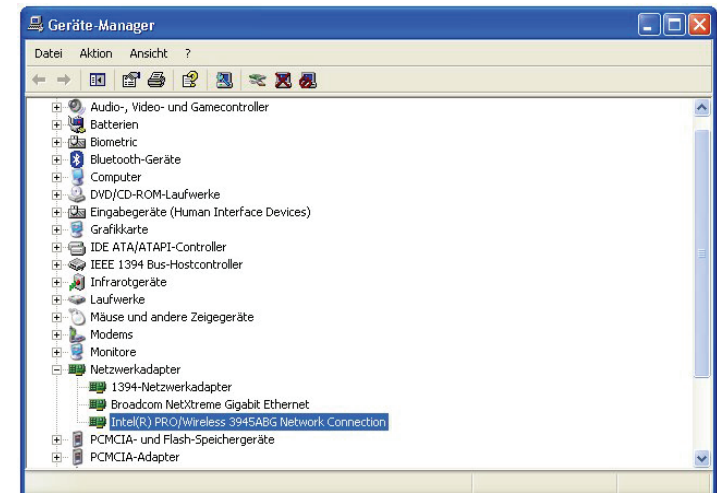 Geräte-Manager
Datei Aktion Ansicht ?
Audio-, Video- und Gamecontroller
Batterien
Biometric
Bluetooth-Geräte
Computer
DVD/CD-ROM-Laufwerke
Eingabegeräte (Human Interface Devices)
Grafikkarte
IDE ATA/ATAPI-Controller
IEEE 1394 Bus-Hostcontroller
Infrarotgeräte
Laufwerke
Mäuse und andere Zeigegeräte
Modems
Monitore
Netzwerkadapter
1394-Netzwerkadapter
Broadcom NetXtreme Gigabit Ethernet
Intel(R) PRO/Wireless 3945ABG Network Connection
PCMCIA- und Flash-Speichergeräte
PCMCIA-Adapter